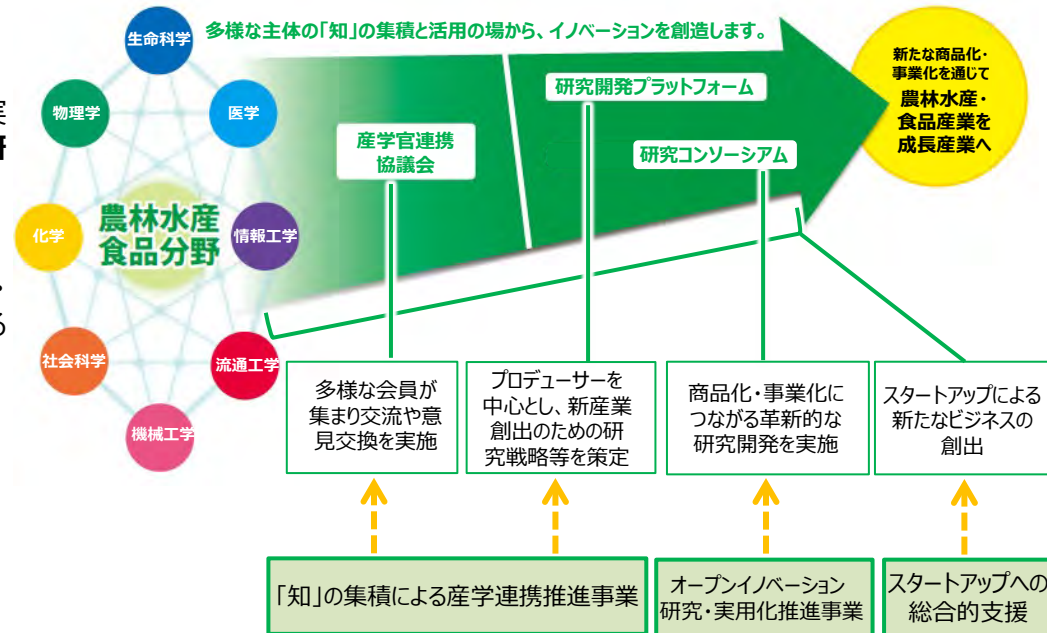 多様な主体の「知」の集積と活用の場から、イノベーションを創造します。
生命科学
物理学
医学
化学
情報工学
社会科学
流通工学
機械工学
農林水産
食品分野
実
研
・
る
産学官連携
協議会
研究開発プラットフォーム
研究コンソーシアム
新たな商品化・
事業化を通じて
農林水産・
食品産業を
成長産業へ
多様な会員が
集まり交流や意
見交換を実施
プロデューサーを
中心とし、新産業
創出のための研
究戦略等を策定
商品化・事業化に
つながる革新的な
研究開発を実施
スタートアップによる
新たなビジネスの
創出
「知」の集積による産学連携推進事業
オープンイノベーション
研究・実用化推進事業
スタートアップへの
総合的支援